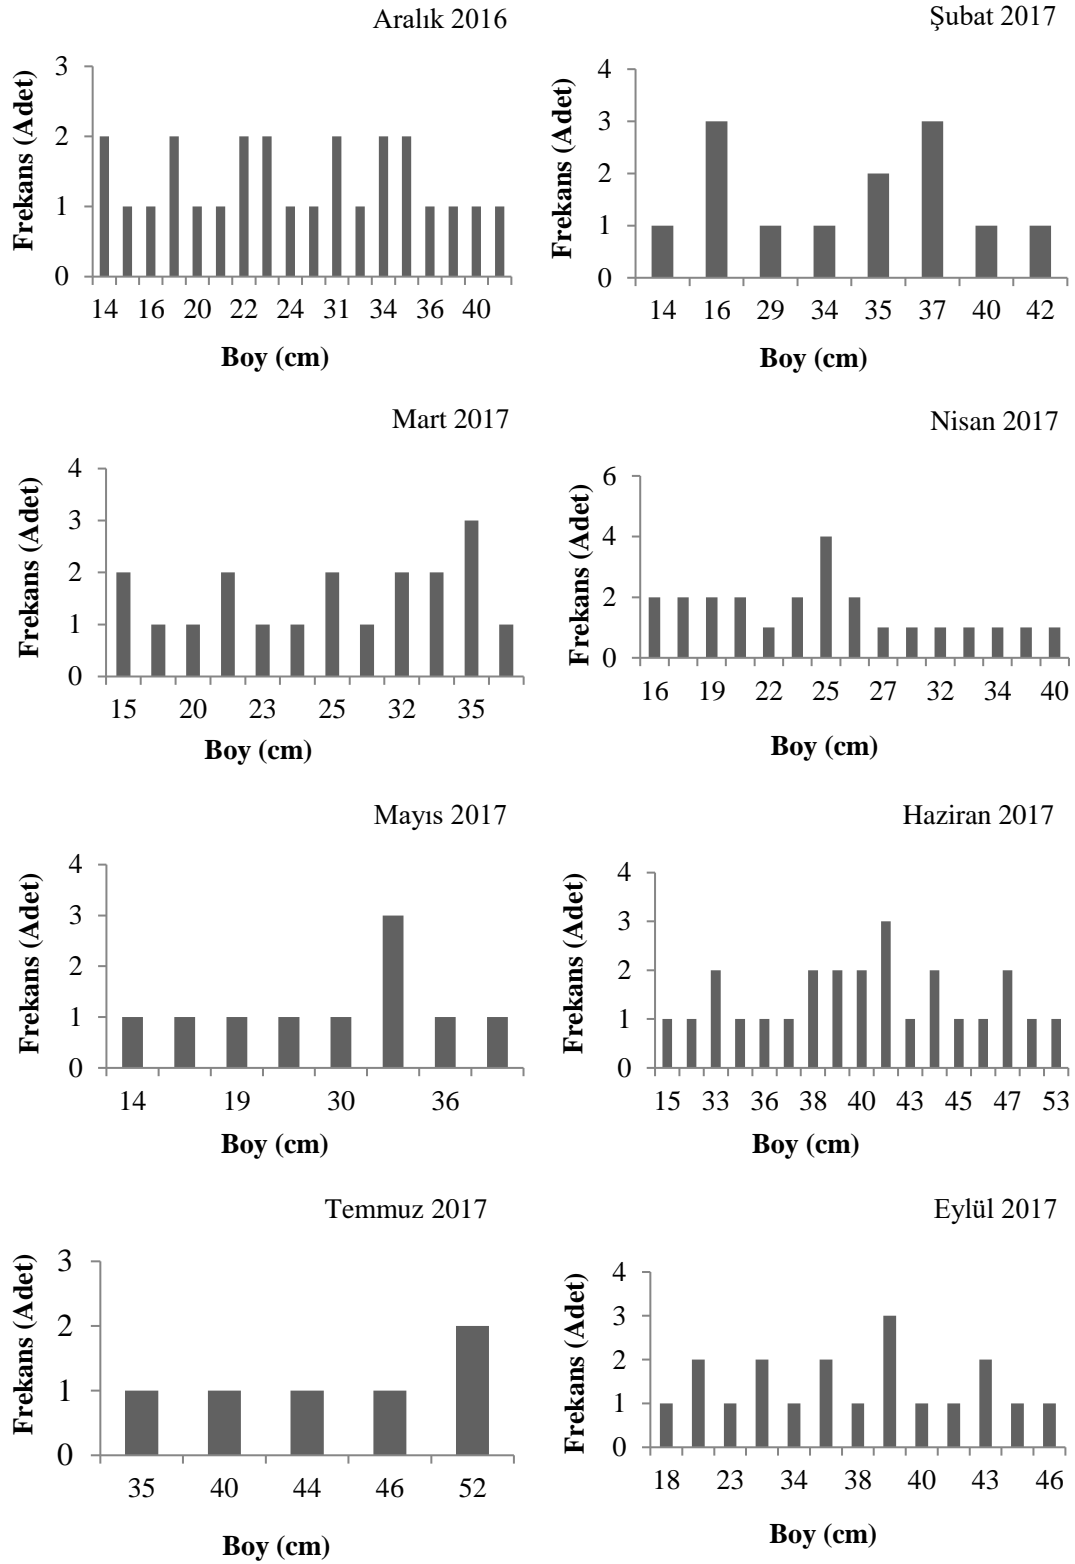 Aralık 2016
3
2
1
0
Frekans (Adet)
14 16 20 22 24 31 34 36 40
Boy (cm)
Şubat 2017
4
3
2
1
0
Frekans (Adet)
14 16 29 34 35 37 40 42
Boy (cm)
Mart 2017
4
3
2
1
0
Frekans (Adet)
15 20 23 25 32 35
Boy (cm)
Nisan 2017
6
4
2
0
Frekans (Adet)
16 19 22 25 27 32 34 40
Boy (cm)
Mayıs 2017
4
3
2
1
0
Frekans (Adet)
14 19 30 36
Boy (cm)
Haziran 2017
4
3
2
1
0
Frekans (Adet)
15 33 36 38 40 43 45 47 53
Boy (cm)
Temmuz 2017
3
2
1
0
Frekans (Adet)
35 40 44 46 52
Boy (cm)
Eylül 2017
4
3
2
1
0
Frekans (Adet)
18 23 34 38 40 43 46
Boy (cm)